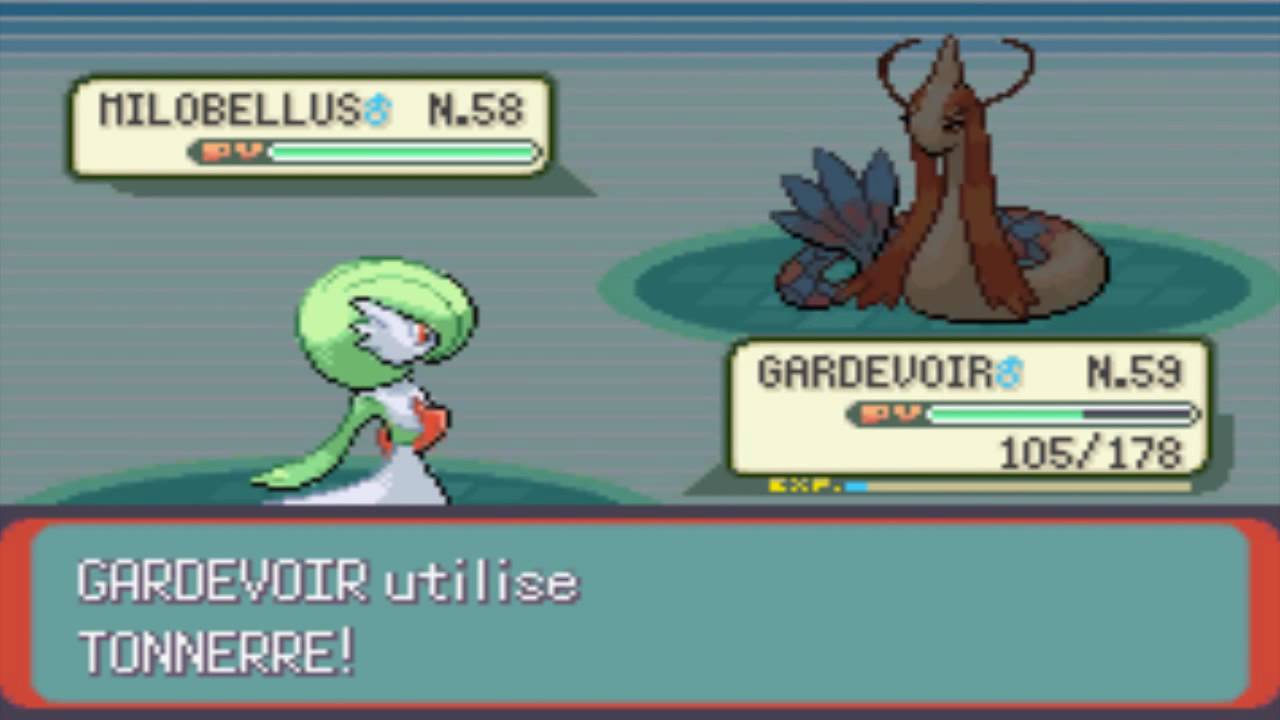 MILOBELLUS♂ N.58
PV
GARDEVOIR♂ N.59
PV
105/178
EXP.
GARDEVOIR utilise
TONNERRE!